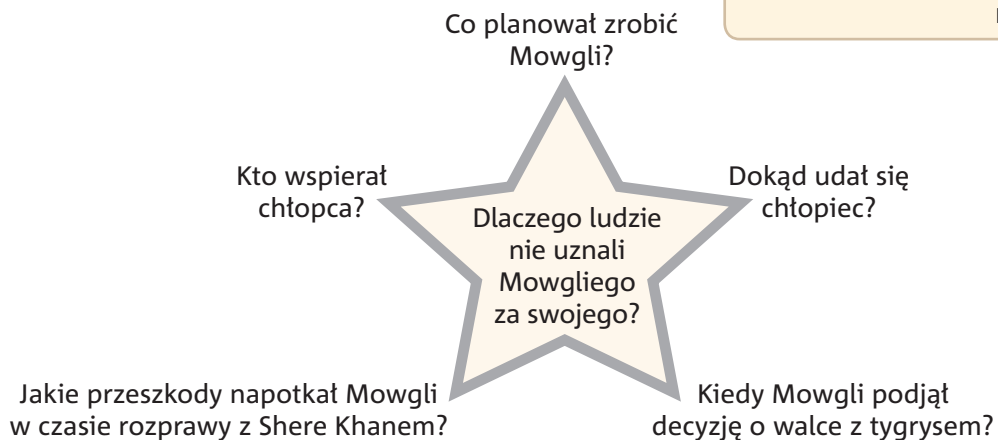 Co planował zrobić
Mowgli?
Kto wspierał
chłopca?
Dokąd udał się
chłopiec?
Dlaczego ludzie
nie uznali
Mowgliego
za swojego?
Jakie przeszkody napotkał Mowgli
w czasie rozprawy z Shere Khanem?
Kiedy Mowgli podjął
decyzję o walce z tygrysem?